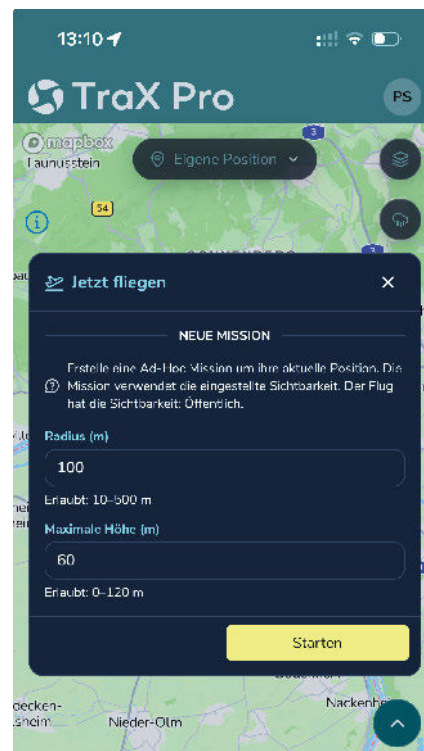 13:10
TraX Pro
PS
mapbox
Taunusstein
Eigene Position
3
54
3
Jetzt fliegen
NEUE MISSION
Erstelle eine Ad-Hoc Mission um ihre aktuelle Position. Die
Mission verwendet die eingestellte Sichtbarkeit. Der Flug
hat die Sichtbarkeit: Öffentlich.
Radius (m)
100
Erlaubt: 10–500 m
Maximale Höhe (m)
60
Erlaubt: 0–120 m
Starten
Nieder-Olm